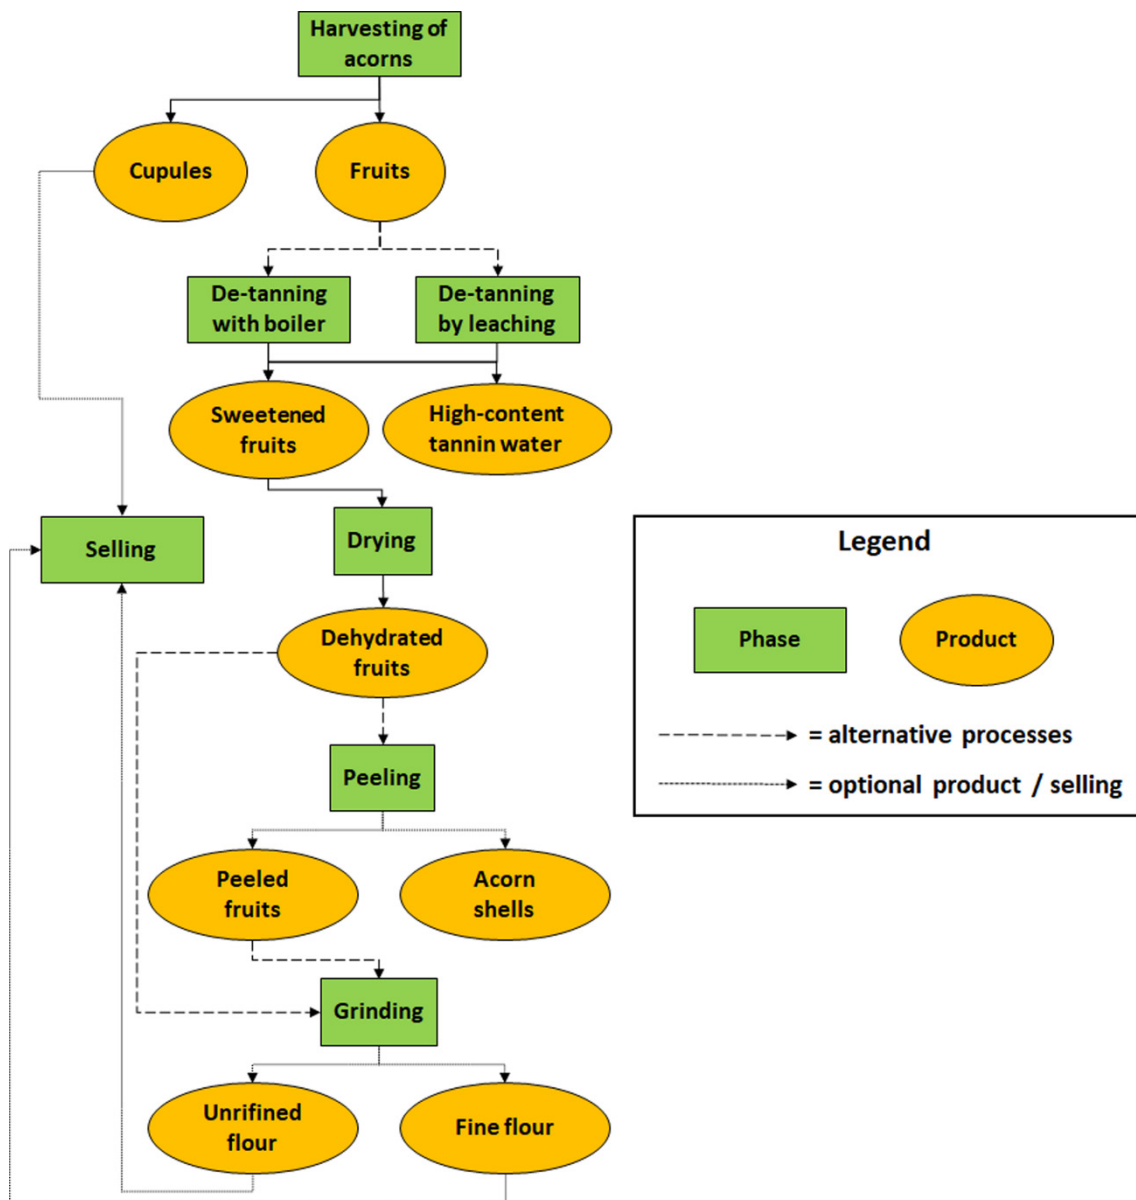 Harvesting of
acorns
Cupules
Fruits
De-tanning
with boiler
De-tanning
by leaching
Sweetened
fruits
High-content
tannin water
Selling
Drying
Dehydrated
fruits
Peeling
Peeled
fruits
Acorn
shells
Grinding
Unrifined
flour
Fine flour
Legend
Phase
Product
= alternative processes
= optional product / selling